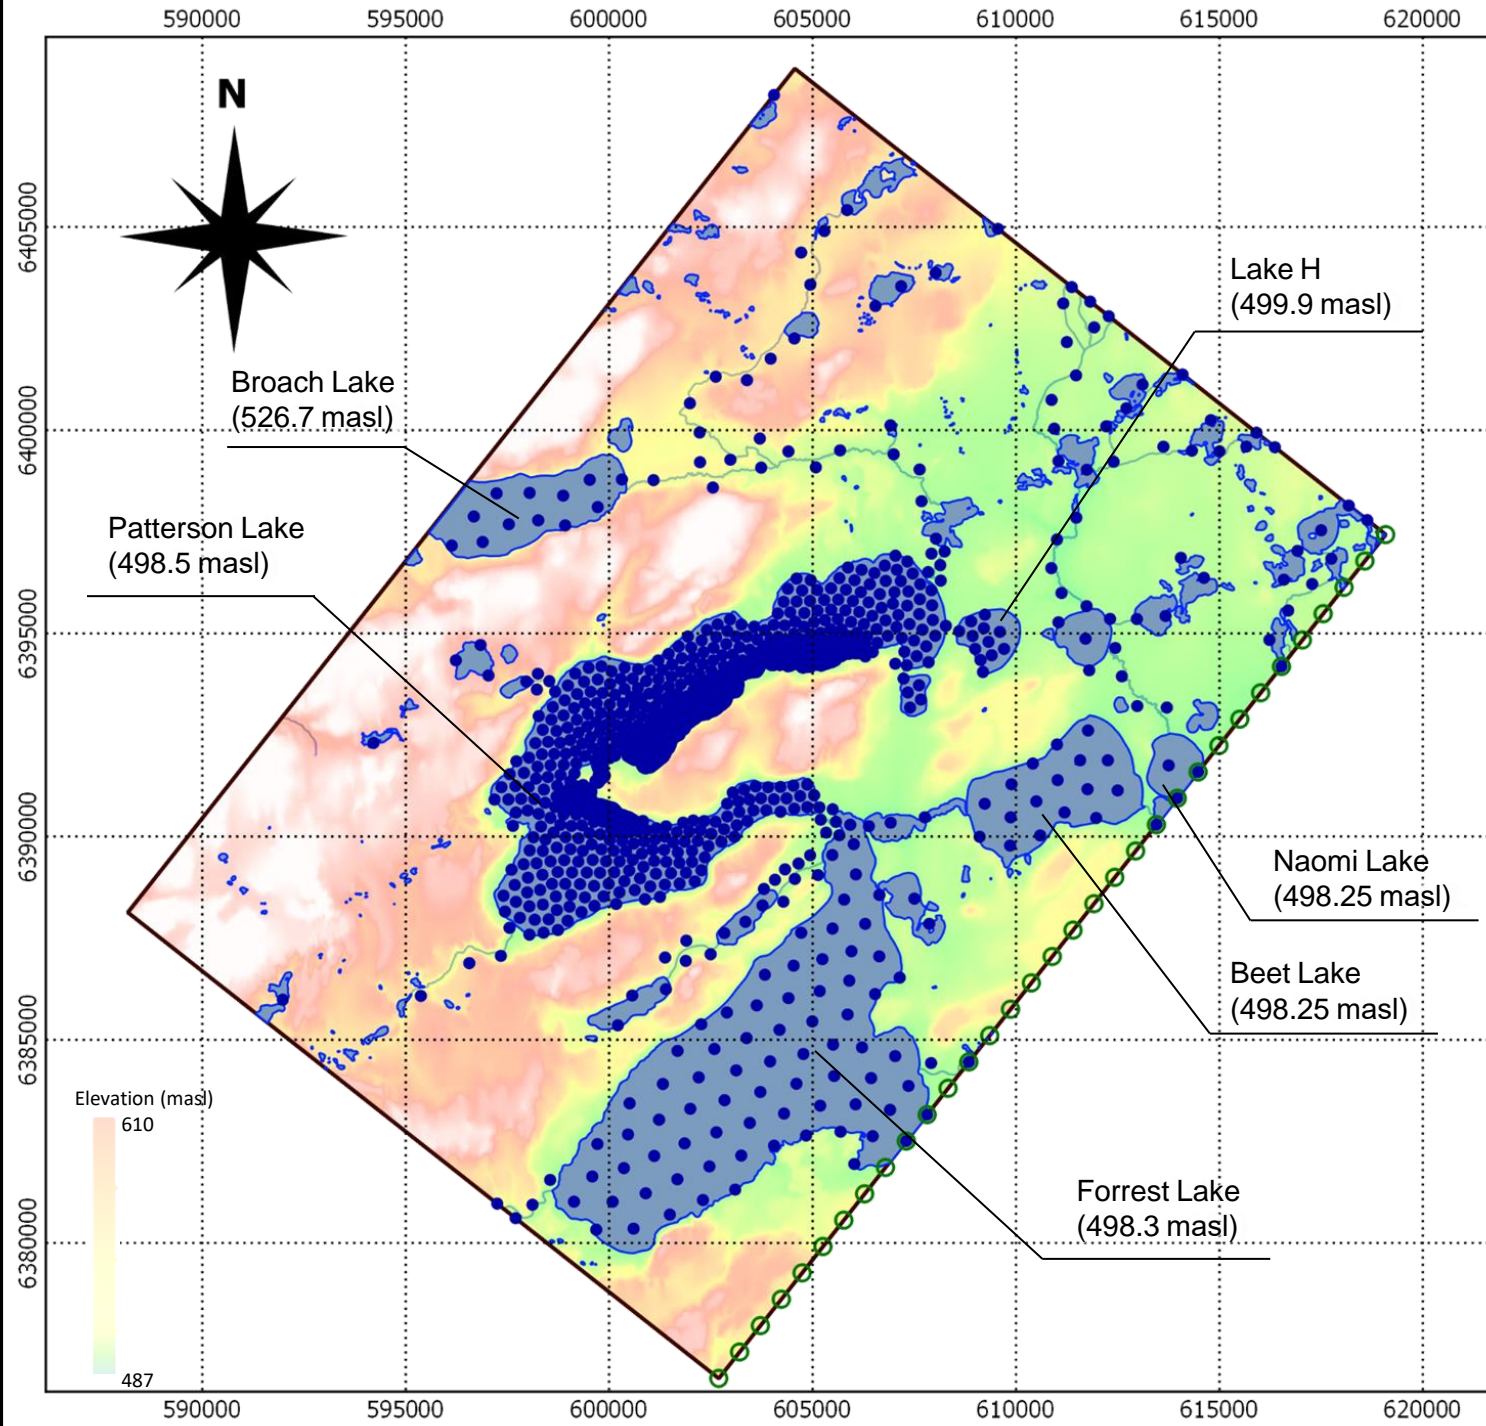 590000 595000 600000 605000 610000 615000 620000
N
6405000
Lake H
(499.9 masl)
Broach Lake
(526.7 masl)
6400000
Patterson Lake
(498.5 masl)
6395000
6390000
Naomi Lake
(498.25 masl)
Beet Lake
(498.25 masl)
6385000
Elevation (masl)
610
Forrest Lake
(498.3 masl)
6380000
487
590000 595000 600000 605000 610000 615000 620000